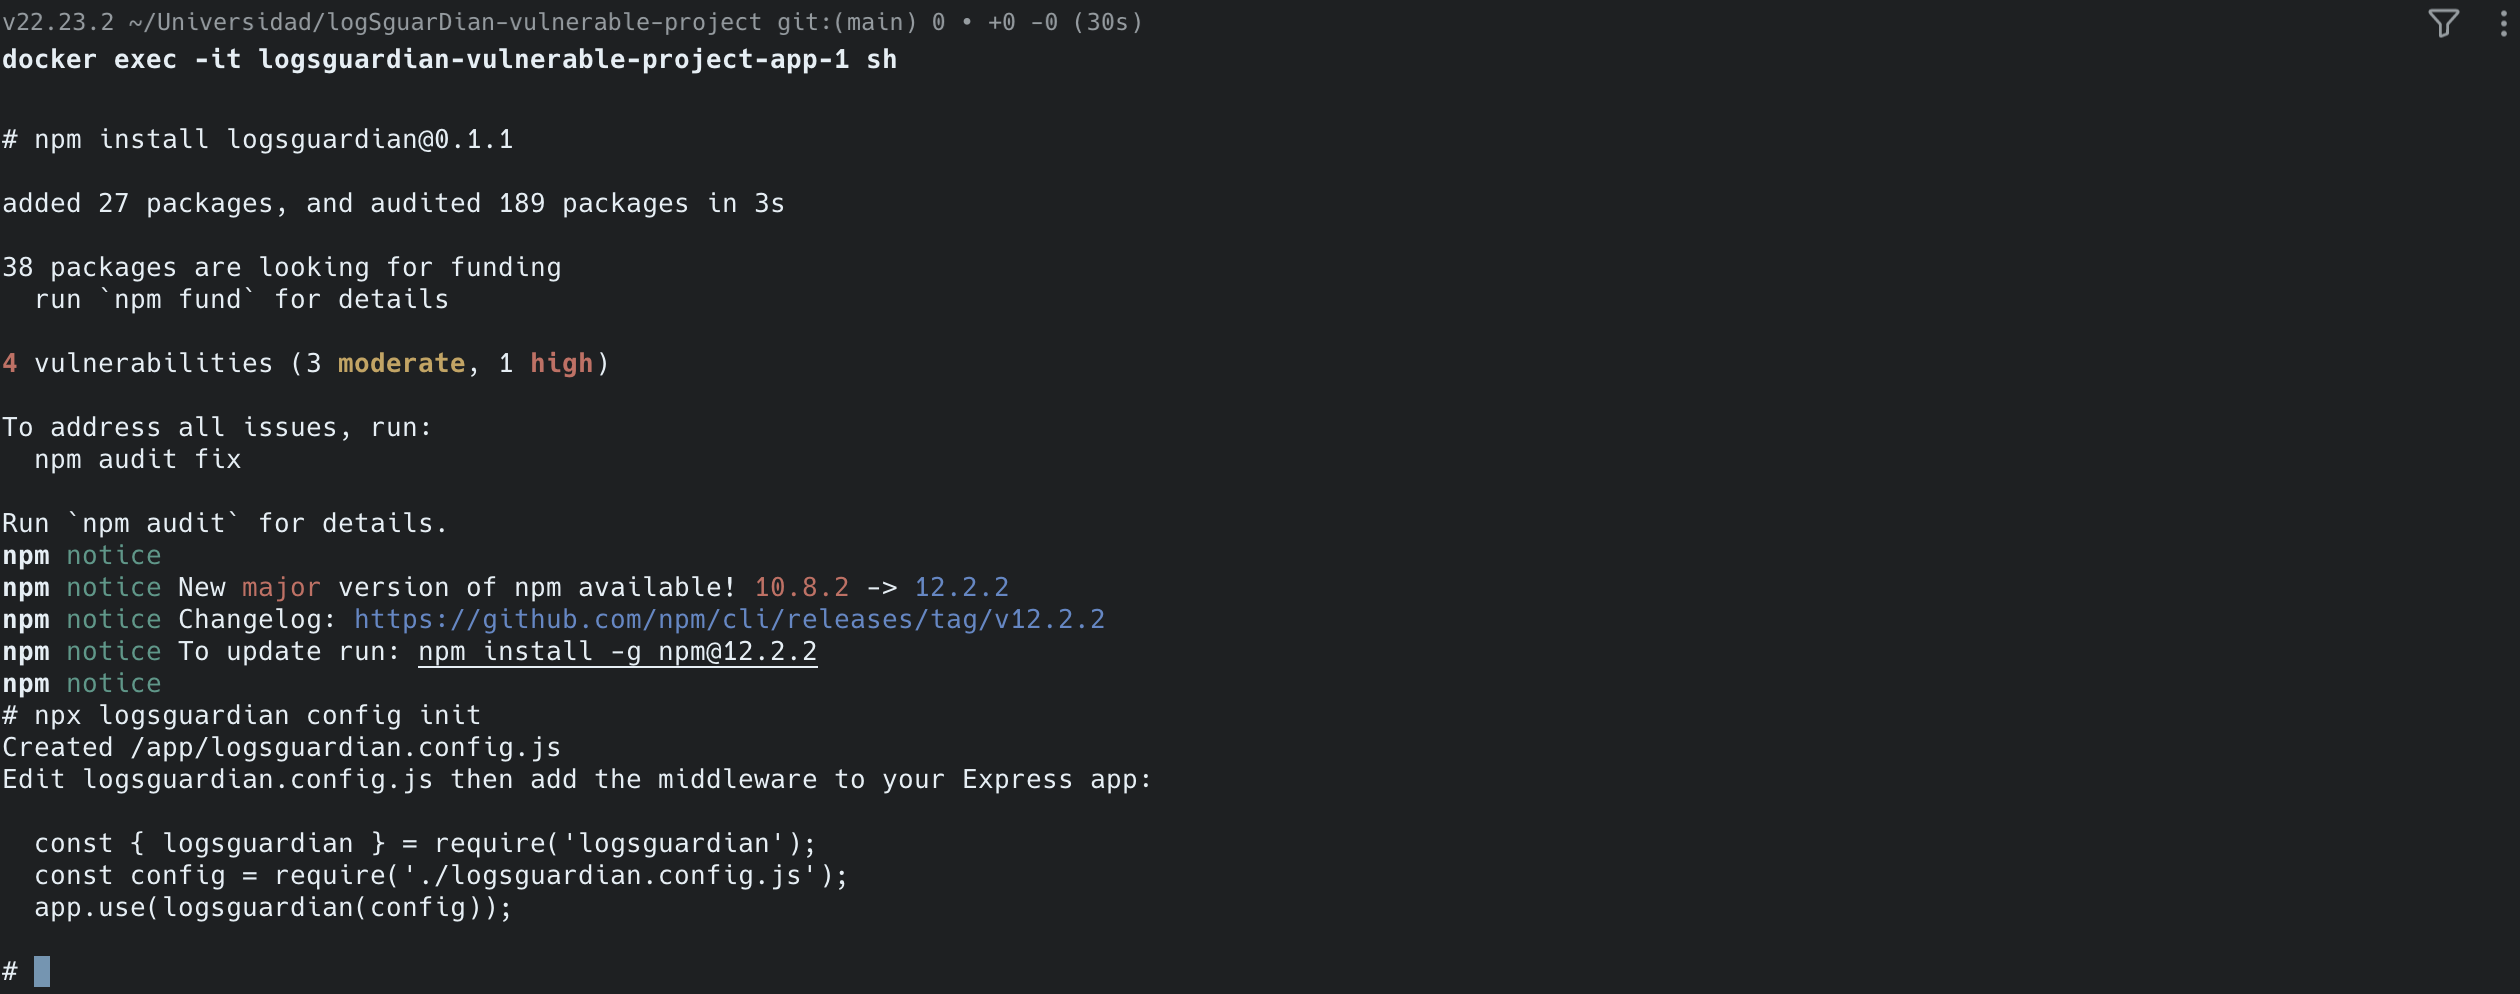 v22.23.2 ~/Universidad/logSguarDian-vulnerable-project git:(main) 0 • +0 -0 (30s)
docker exec -it logsguardian-vulnerable-project-app-1 sh
# npm install logsguardian@0.1.1
added 27 packages, and audited 189 packages in 3s
38 packages are looking for funding
  run `npm fund` for details
4 vulnerabilities (3 moderate, 1 high)
To address all issues, run:
  npm audit fix
Run `npm audit` for details.
npm notice
npm notice New major version of npm available! 10.8.2 -> 12.2.2
npm notice Changelog: https://github.com/npm/cli/releases/tag/v12.2.2
npm notice To update run: npm install -g npm@12.2.2
npm notice
# npx logsguardian config init
Created /app/logsguardian.config.js
Edit logsguardian.config.js then add the middleware to your Express app:
  const { logsguardian } = require('logsguardian');
  const config = require('./logsguardian.config.js');
  app.use(logsguardian(config));
#